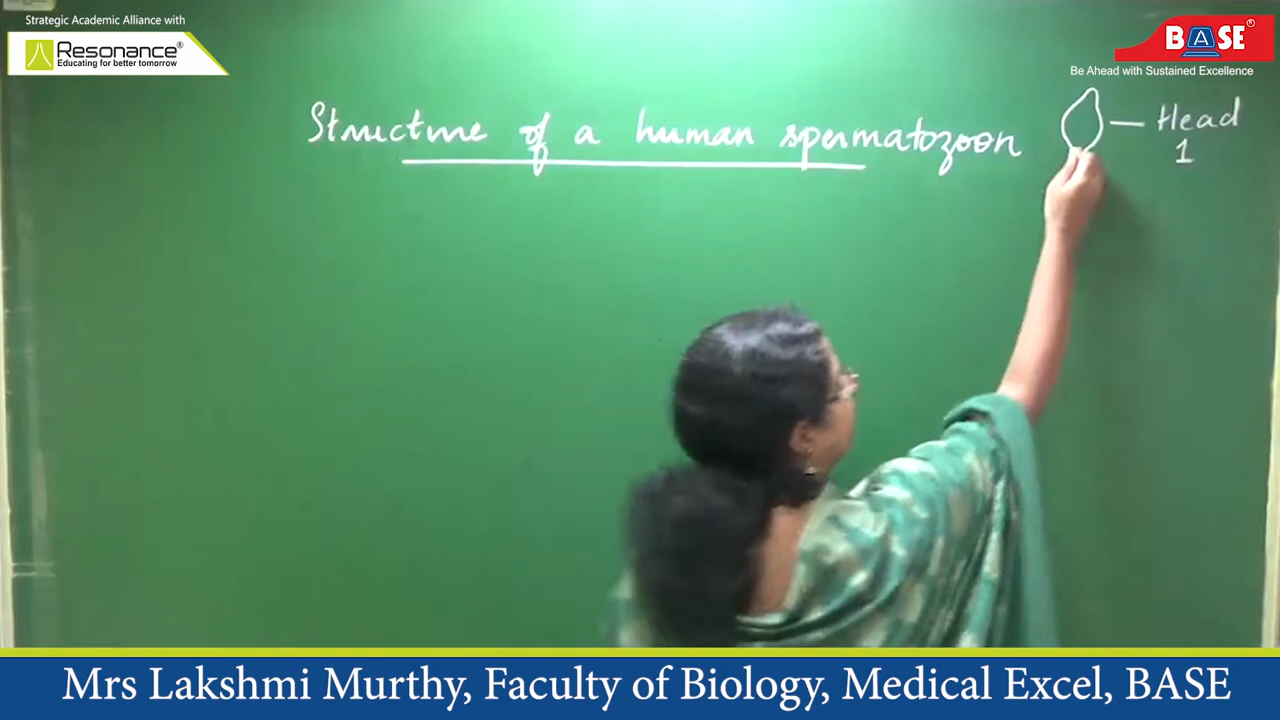 Strategic Academic Alliance with
Resonance®
Educating for better tomorrow
BASE®
Be Ahead with Sustained Excellence
Structure of a human spermatozoon
Head
1
Mrs Lakshmi Murthy, Faculty of Biology, Medical Excel, BASE